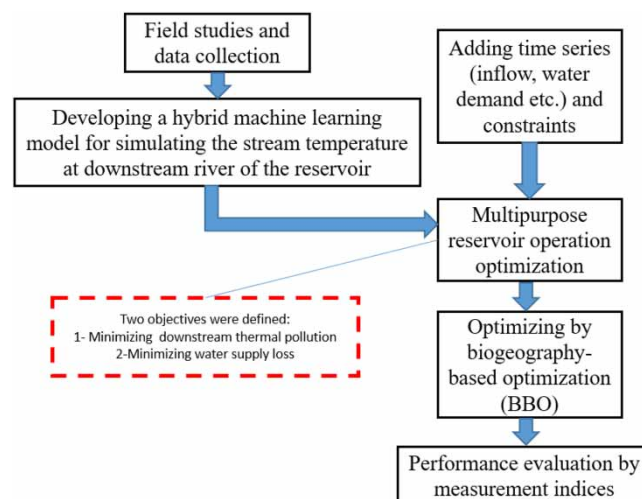 Field studies and
data collection
Adding time series
(inflow, water
demand etc.) and
constraints
Developing a hybrid machine learning
model for simulating the stream temperature
at downstream river of the reservoir
Multipurpose
reservoir operation
optimization
Two objectives were defined:
1- Minimizing downstream thermal pollution
2-Minimizing water supply loss
Optimizing by
biogeography-
based optimization
(BBO)
Performance evaluation by
measurement indices